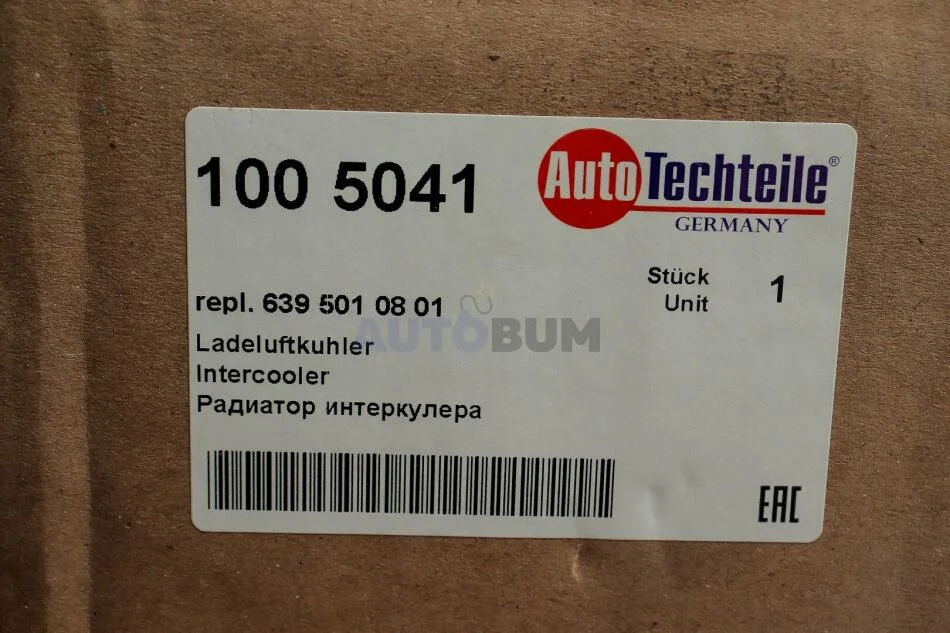 100 5041
AutoTechteile®
GERMANY
Stück 1
Unit
repl. 639 501 08 01
AUTOBUM
Ladeluftkuhler
Intercooler
Радиатор интеркулера
EAC